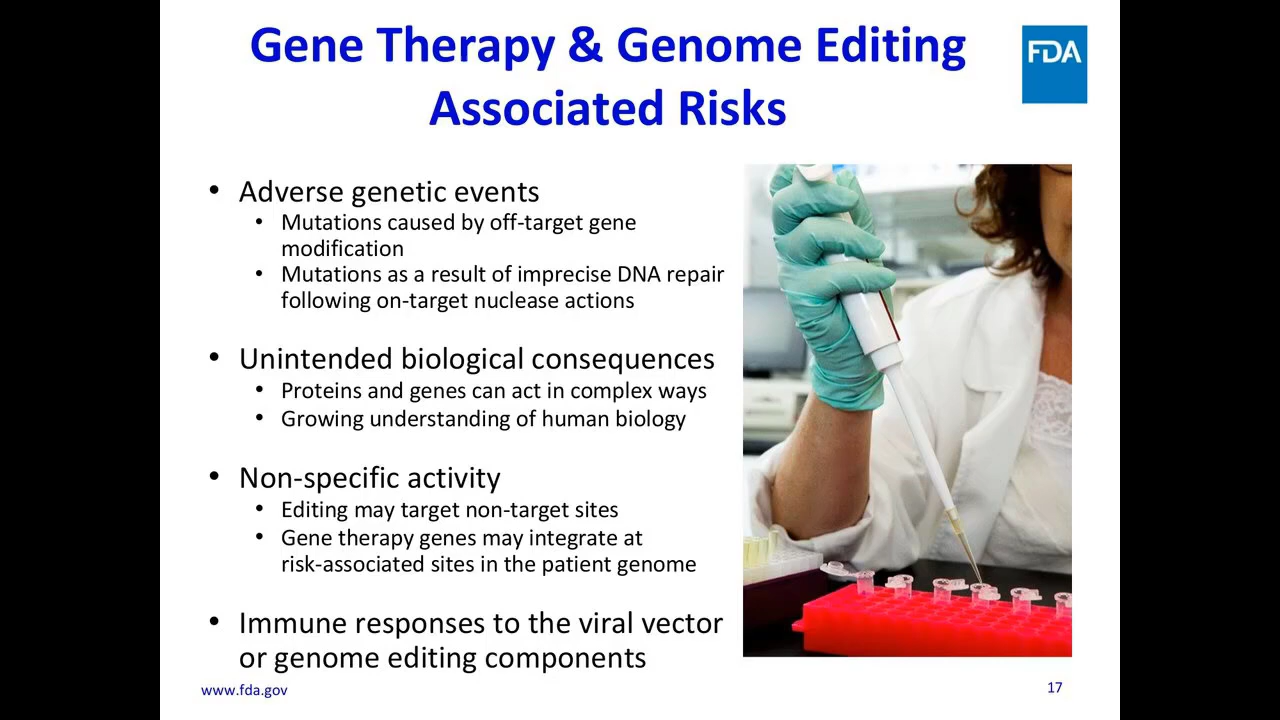 Gene Therapy & Genome Editing
Associated Risks
FDA
• Adverse genetic events
• Mutations caused by off-target gene
modification
• Mutations as a result of imprecise DNA repair
following on-target nuclease actions
• Unintended biological consequences
• Proteins and genes can act in complex ways
• Growing understanding of human biology
• Non-specific activity
• Editing may target non-target sites
• Gene therapy genes may integrate at
risk-associated sites in the patient genome
• Immune responses to the viral vector
or genome editing components
www.fda.gov
17